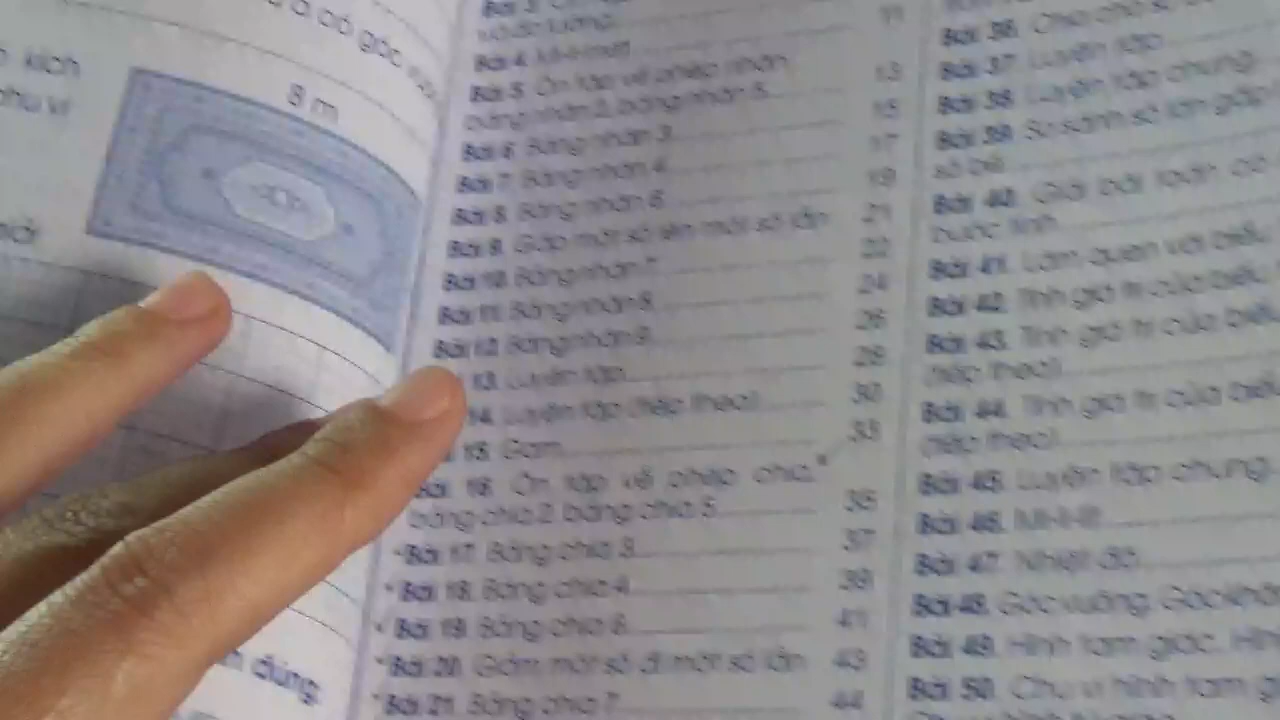 có góc
kích
chu vi
8 m
đúng
và đo lường
11
Bài 4. Mi-li-mét
Bài 5. Ôn tập về phép nhân,
13
bảng nhân 2, bảng nhân 5
15
Bài 6. Bảng nhân 3
17
Bài 7. Bảng nhân 4
19
Bài 8. Bảng nhân 6
21
Bài 9. Gấp một số lên một số lần
22
Bài 10. Bảng nhân 7
24
Bài 11. Bảng nhân 8
26
Bài 12. Bảng nhân 9
28
13. Luyện tập
30
14. Luyện tập (tiếp theo)
33
15. Gam
Bài 16. Ôn tập về phép chia,
bảng chia 2, bảng chia 5
35
Bài 17. Bảng chia 3
37
Bài 18. Bảng chia 4
39
Bài 19. Bảng chia 6
41
Bài 20. Giảm một số đi một số lần
43
Bài 21. Bảng chia 7
44
Bài 36.
Bài 37. Luyện tập
Bài 38. Luyện tập chung
Bài 39. So sánh số lớn gấp
số bé
Bài 40. Giải bài toán có
bước tính
Bài 41. Làm quen với biểu
Bài 42. Tính giá trị của biểu
Bài 43. Tính giá trị của biểu
(tiếp theo)
Bài 44. Tính giá trị của biểu
(tiếp theo)
Bài 45. Luyện tập chung
Bài 46. Mi-li-lít
Bài 47. Nhiệt độ
Bài 48. Góc vuông. Góc không
Bài 49. Hình tam giác. Hình
Bài 50. Chu vi hình tam g